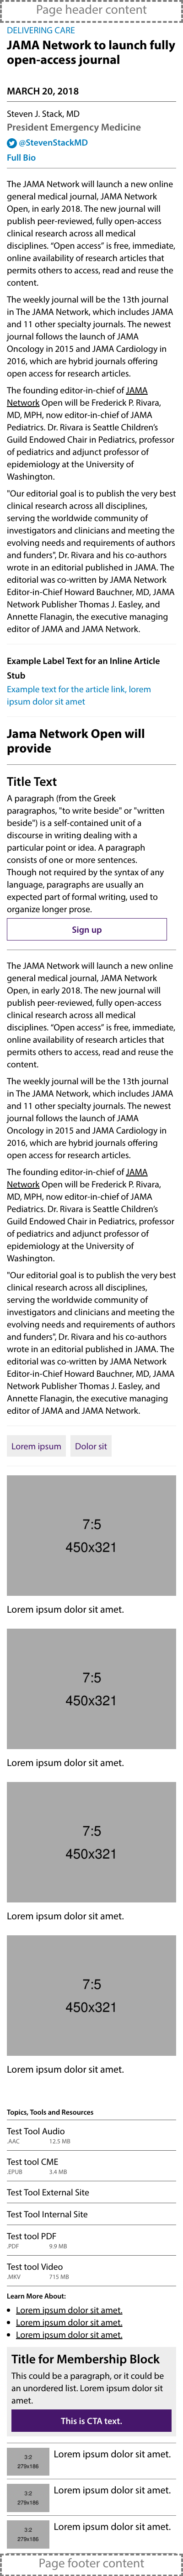 Page header content
DELIVERING CARE
JAMA Network to launch fully
open-access journal
MARCH 20, 2018
Steven J. Stack, MD
President Emergency Medicine
@StevenStackMD
Full Bio
The JAMA Network will launch a new online
general medical journal, JAMA Network
Open, in early 2018. The new journal will
publish peer-reviewed, fully open-access
clinical research across all medical
disciplines. “Open access” is free, immediate,
online availability of research articles that
permits others to access, read and reuse the
content.
The weekly journal will be the 13th journal
in The JAMA Network, which includes JAMA
and 11 other specialty journals. The newest
journal follows the launch of JAMA
Oncology in 2015 and JAMA Cardiology in
2016, which are hybrid journals offering
open access for research articles.
The founding editor-in-chief of JAMA
Network Open will be Frederick P. Rivara,
MD, MPH, now editor-in-chief of JAMA
Pediatrics. Dr. Rivara is Seattle Children’s
Guild Endowed Chair in Pediatrics, professor
of pediatrics and adjunct professor of
epidemiology at the University of
Washington.
"Our editorial goal is to publish the very best
clinical research across all disciplines,
serving the worldwide community of
investigators and clinicians and meeting the
evolving needs and requirements of authors
and funders”, Dr. Rivara and his co-authors
wrote in an editorial published in JAMA. The
editorial was co-written by JAMA Network
Editor-in-Chief Howard Bauchner, MD, JAMA
Network Publisher Thomas J. Easley, and
Annette Flanagin, the executive managing
editor of JAMA and JAMA Network.
Example Label Text for an Inline Article
Stub
Example text for the article link, lorem
ipsum dolor sit amet
Jama Network Open will
provide
Title Text
A paragraph (from the Greek
paragraphos, "to write beside" or "written
beside") is a self-contained unit of a
discourse in writing dealing with a
particular point or idea. A paragraph
consists of one or more sentences.
Though not required by the syntax of any
language, paragraphs are usually an
expected part of formal writing, used to
organize longer prose.
Sign up
The JAMA Network will launch a new online
general medical journal, JAMA Network
Open, in early 2018. The new journal will
publish peer-reviewed, fully open-access
clinical research across all medical
disciplines. “Open access” is free, immediate,
online availability of research articles that
permits others to access, read and reuse the
content.
The weekly journal will be the 13th journal
in The JAMA Network, which includes JAMA
and 11 other specialty journals. The newest
journal follows the launch of JAMA
Oncology in 2015 and JAMA Cardiology in
2016, which are hybrid journals offering
open access for research articles.
The founding editor-in-chief of JAMA
Network Open will be Frederick P. Rivara,
MD, MPH, now editor-in-chief of JAMA
Pediatrics. Dr. Rivara is Seattle Children’s
Guild Endowed Chair in Pediatrics, professor
of pediatrics and adjunct professor of
epidemiology at the University of
Washington.
"Our editorial goal is to publish the very best
clinical research across all disciplines,
serving the worldwide community of
investigators and clinicians and meeting the
evolving needs and requirements of authors
and funders”, Dr. Rivara and his co-authors
wrote in an editorial published in JAMA. The
editorial was co-written by JAMA Network
Editor-in-Chief Howard Bauchner, MD, JAMA
Network Publisher Thomas J. Easley, and
Annette Flanagin, the executive managing
editor of JAMA and JAMA Network.
Lorem ipsum Dolor sit
7:5
450x321
Lorem ipsum dolor sit amet.
7:5
450x321
Lorem ipsum dolor sit amet.
7:5
450x321
Lorem ipsum dolor sit amet.
7:5
450x321
Lorem ipsum dolor sit amet.
Topics, Tools and Resources
Test Tool Audio
.AAC 12.5 MB
Test tool CME
.EPUB 3.4 MB
Test Tool External Site
Test Tool Internal Site
Test tool PDF
.PDF 9.9 MB
Test tool Video
.MKV 715 MB
Learn More About:
Lorem ipsum dolor sit amet.
Lorem ipsum dolor sit amet.
Lorem ipsum dolor sit amet.
Title for Membership Block
This could be a paragraph, or it could be
an unordered list. Lorem ipsum dolor sit
amet.
This is CTA text.
3:2
279x186
Lorem ipsum dolor sit amet.
3:2
279x186
Lorem ipsum dolor sit amet.
3:2
279x186
Lorem ipsum dolor sit amet.
Page footer content